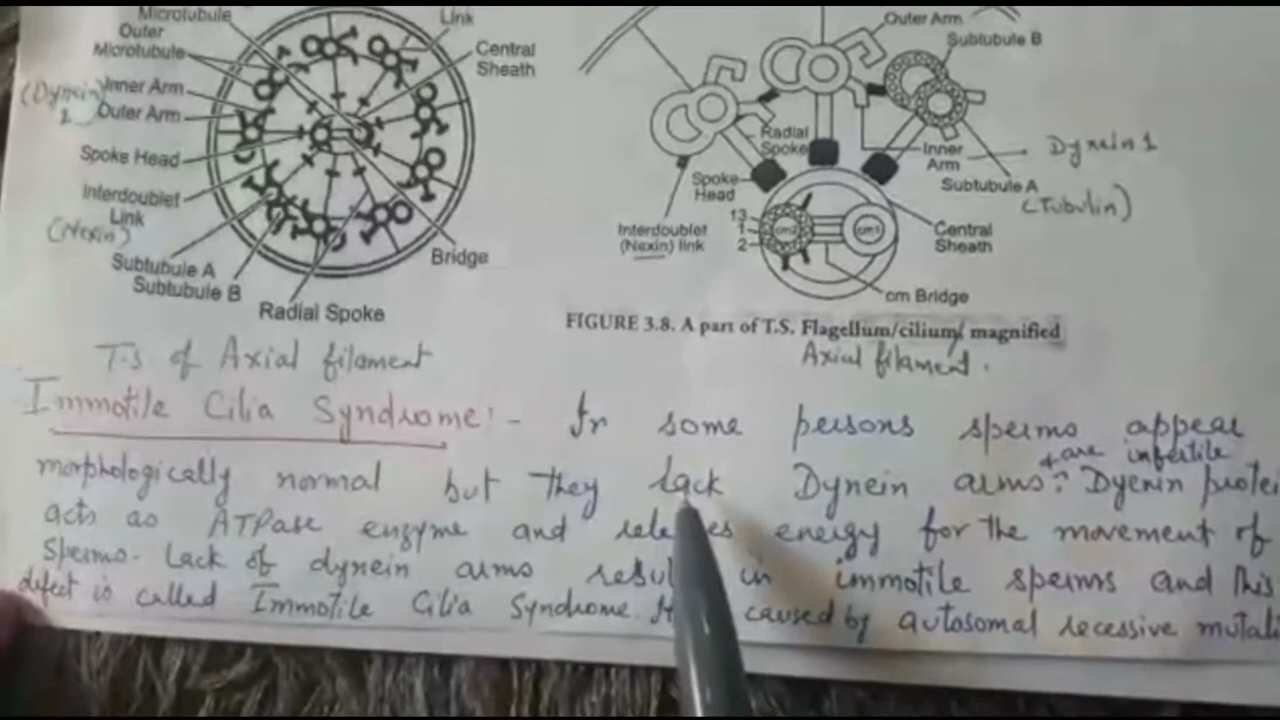 Microtubule
Outer
Microtubule
Link
Central
Sheath
Inner Arm
(Dynein
1
Outer Arm
Spoke Head
Interdoublet
Link
(Nexin)
Subtubule A
Subtubule B
Radial Spoke
Bridge
Outer Arm
Subtubule B
Radial
Spoke
Inner
Arm
Dynein 1
Subtubule A
(Tubulin)
Spoke
Head
Interdoublet
(Nexin) link
13
1
2
cm2
cm1
Central
Sheath
cm Bridge
FIGURE 3.8. A part of T.S. Flagellum/cilium/ magnified
Axial filament.
T.S of Axial filament
Immotile Cilia Syndrome:- In some persons sperms appear
+ are infertile
morphologically normal but they lack Dynein arms. Dyenin protei
acts as ATPase enzyme and energy for the movement of
Sperms. Lack of dynein arms in immotile sperms and this
defect is called Immotile Cilia Syndrome. caused by autosomal recessive mutati